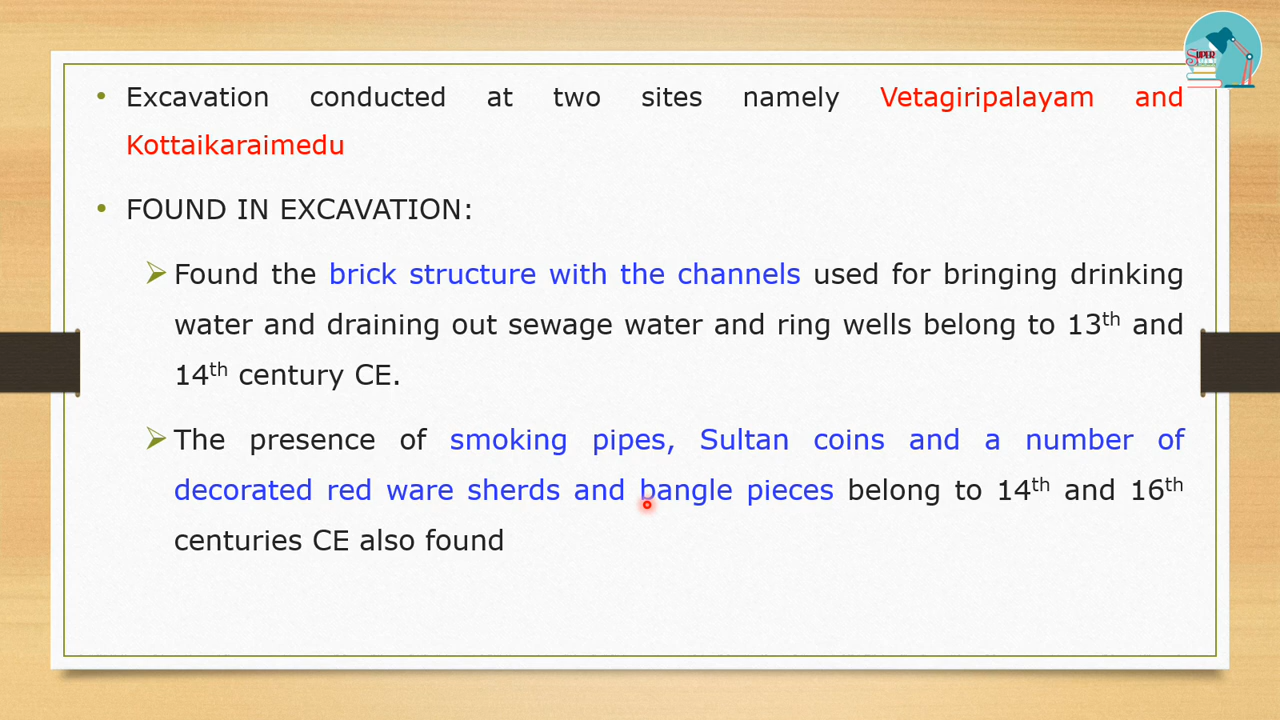 • Excavation conducted at two sites namely Vetagiripalayam and
Kottaikaraimedu
• FOUND IN EXCAVATION:
➢ Found the brick structure with the channels used for bringing drinking
water and draining out sewage water and ring wells belong to 13th and
14th century CE.
➢ The presence of smoking pipes, Sultan coins and a number of
decorated red ware sherds and bangle pieces belong to 14th and 16th
centuries CE also found
SUPER